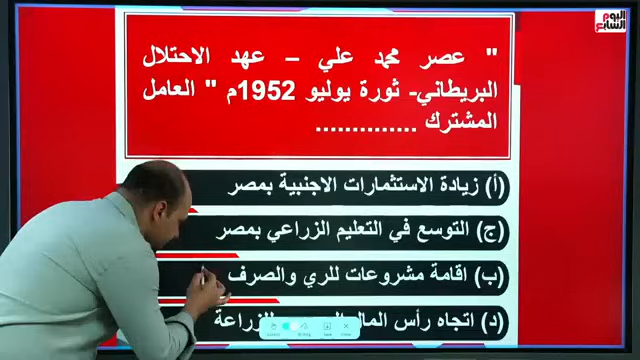 اليوم
السابع
" عصر محمد علي – عهد الاحتلال
البريطاني- ثورة يوليو 1952م " العامل
المشترك ..............
(أ) زيادة الاستثمارات الاجنبية بمصر
(ج) التوسع في التعليم الزراعي بمصر
(ب) اقامة مشروعات للري والصرف
(د) اتجاه رأس المال للزراعة